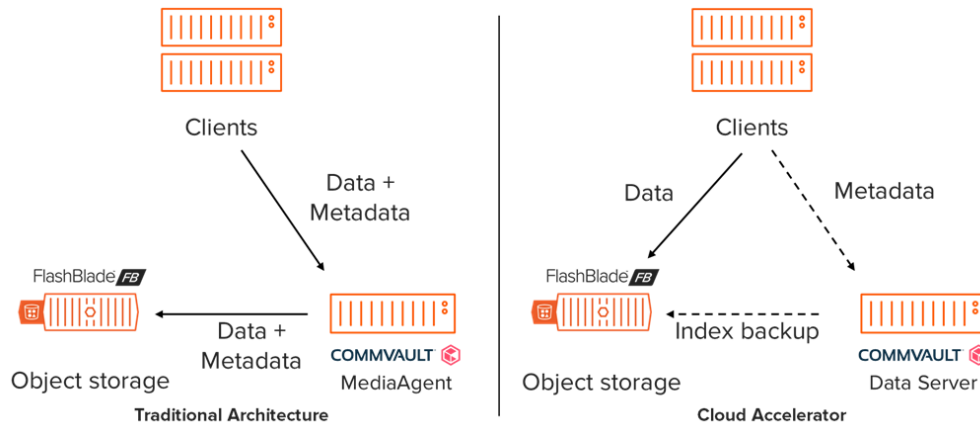 Clients
Data +
Metadata
FlashBlade FB
Data +
Metadata
COMMVAULT
MediaAgent
Object storage
Traditional Architecture
Clients
Data
Metadata
FlashBlade FB
Index backup
COMMVAULT
Data Server
Object storage
Cloud Accelerator